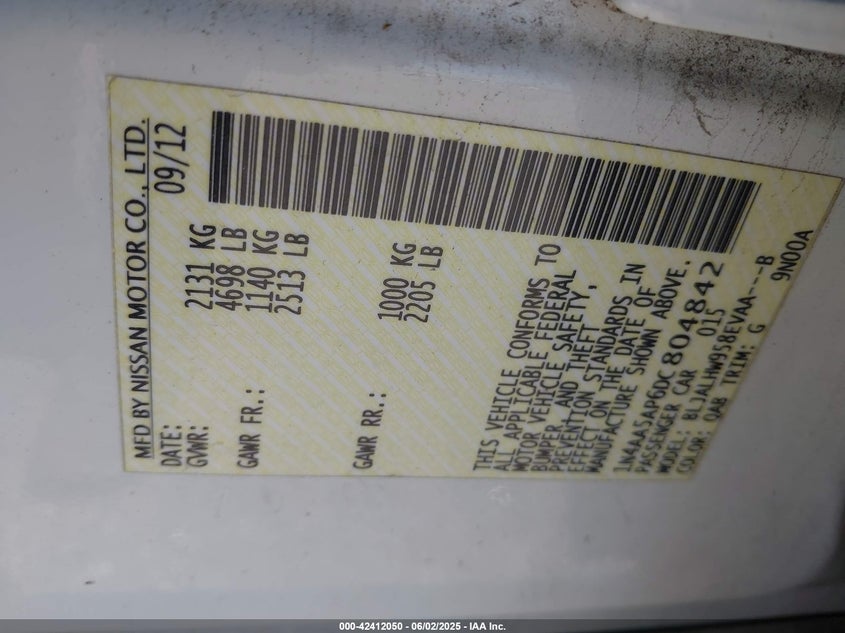 MFD BY NISSAN MOTOR CO., LTD.
DATE: 09/12
GVWR: 2131 KG
4698 LB
GAWR FR.: 1140 KG
2513 LB
GAWR RR.: 1000 KG
2205 LB
THIS VEHICLE CONFORMS TO
ALL APPLICABLE FEDERAL
MOTOR VEHICLE SAFETY,
BUMPER, AND THEFT
PREVENTION STANDARDS IN
EFFECT ON THE DATE OF
MANUFACTURE SHOWN ABOVE.
1N4AA5AP6DC804842
PASSENGER CAR 015
MODEL: BLJALHW958EVAA---B
COLOR: QAB TRIM: G 9N00A
000-42412050 - 06/02/2025 - IAA Inc.